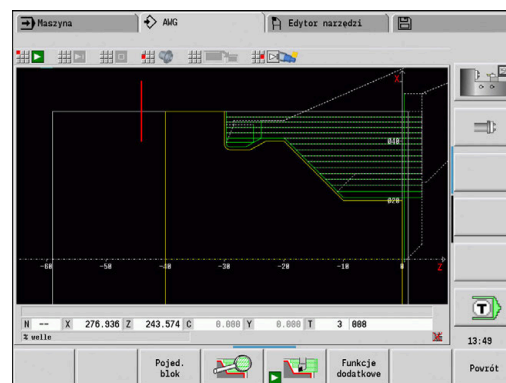 Maszyna AWG Edytor narzędzi
X
ø40
ø20
-60 -50 -40 -30 -20 -10 0 Z
N -- X 276.936 Z 243.574 C 0.000 Y 0.000 T 3 000
% welle
T
13:49
Pojed. blok
Funkcje dodatkowe
Powrót